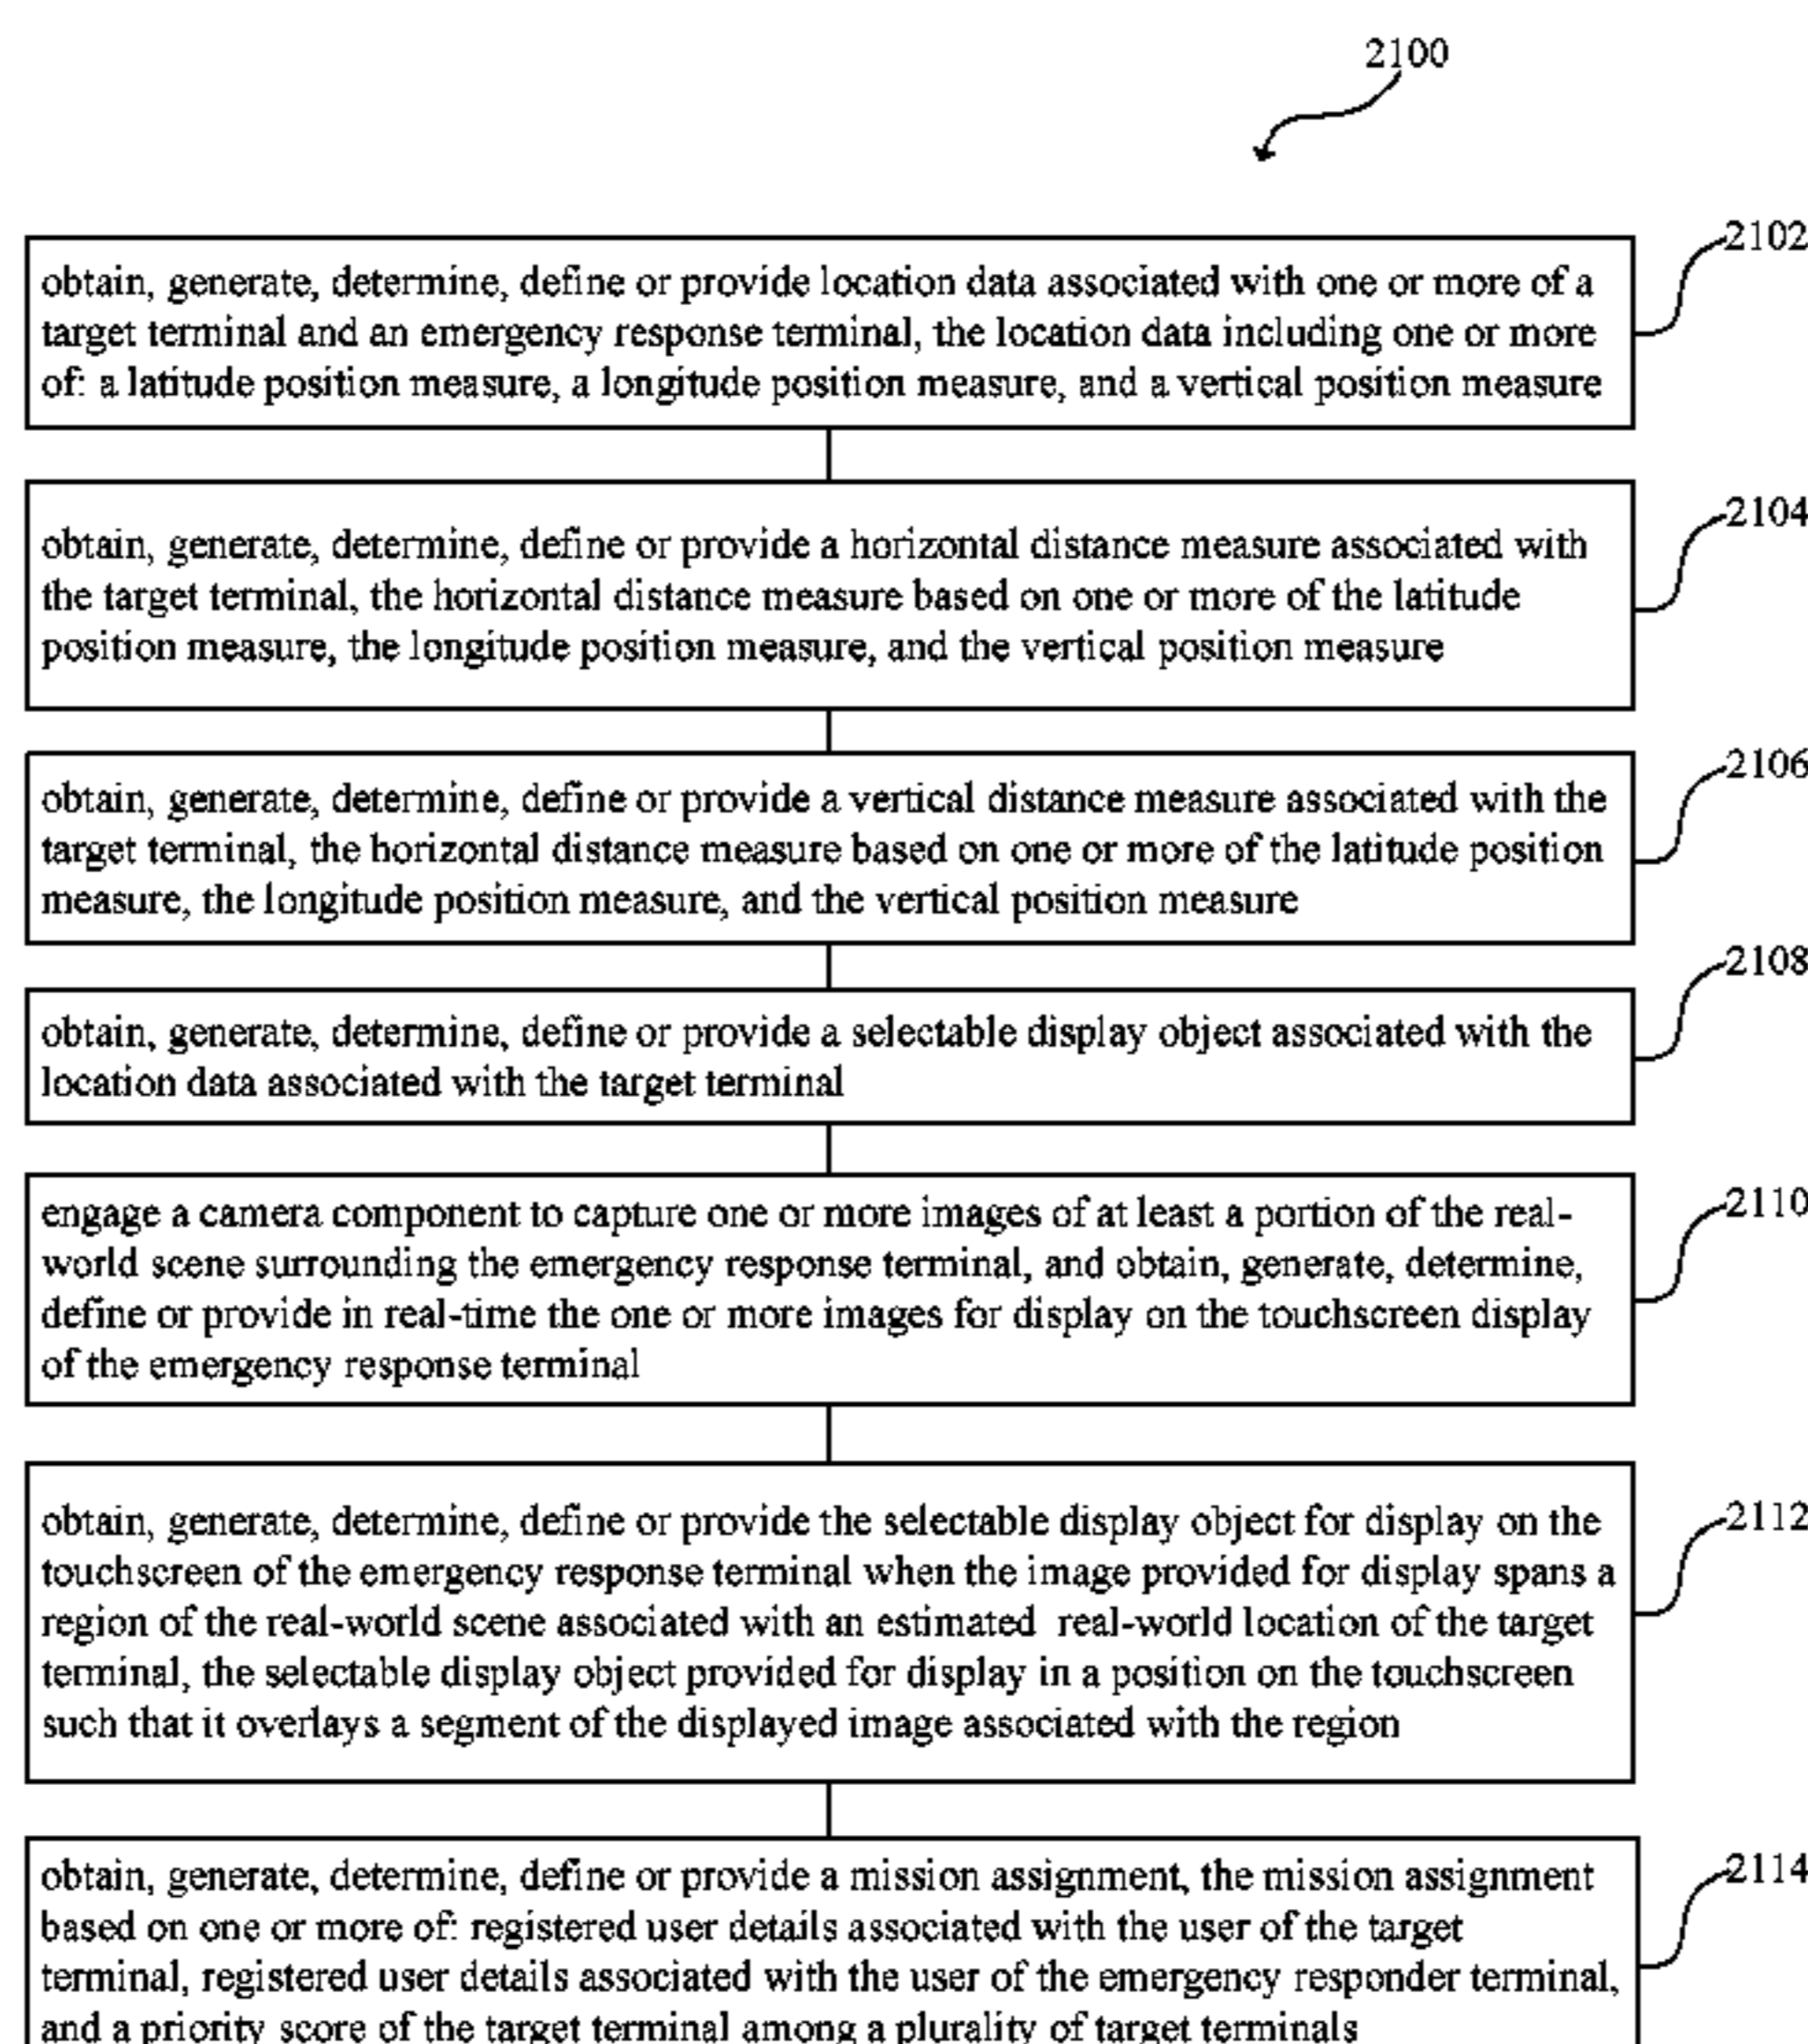 2100
2102
obtain, generate, determine, define or provide location data associated with one or more of a
target terminal and an emergency response terminal, the location data including one or more
of: a latitude position measure, a longitude position measure, and a vertical position measure
2104
obtain, generate, determine, define or provide a horizontal distance measure associated with
the target terminal, the horizontal distance measure based on one or more of the latitude
position measure, the longitude position measure, and the vertical position measure
2106
obtain, generate, determine, define or provide a vertical distance measure associated with the
target terminal, the horizontal distance measure based on one or more of the latitude position
measure, the longitude position measure, and the vertical position measure
2108
obtain, generate, determine, define or provide a selectable display object associated with the
location data associated with the target terminal
2110
engage a camera component to capture one or more images of at least a portion of the real-
world scene surrounding the emergency response terminal, and obtain, generate, determine,
define or provide in real-time the one or more images for display on the touchscreen display
of the emergency response terminal
2112
obtain, generate, determine, define or provide the selectable display object for display on the
touchscreen of the emergency response terminal when the image provided for display spans a
region of the real-world scene associated with an estimated real-world location of the target
terminal, the selectable display object provided for display in a position on the touchscreen
such that it overlays a segment of the displayed image associated with the region
2114
obtain, generate, determine, define or provide a mission assignment, the mission assignment
based on one or more of: registered user details associated with the user of the target
terminal, registered user details associated with the user of the emergency responder terminal,
and a priority score of the target terminal among a plurality of target terminals